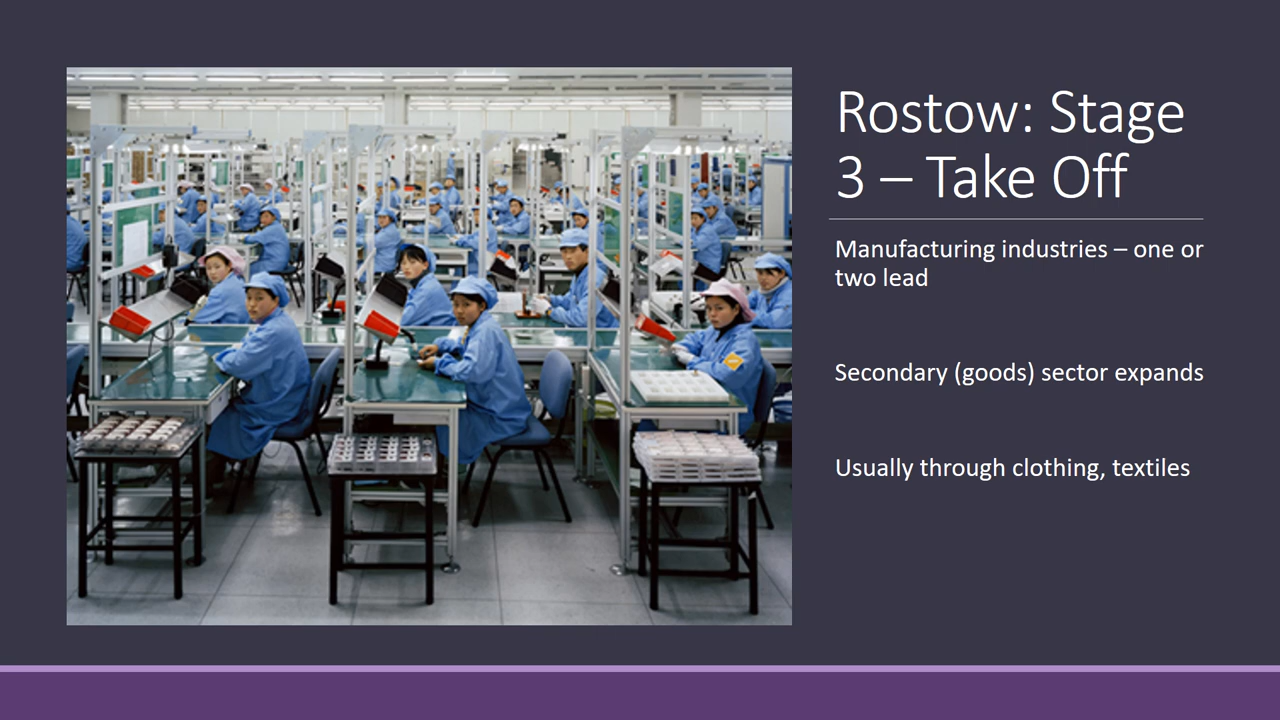 Rostow: Stage
3 – Take Off
Manufacturing industries – one or
two lead
Secondary (goods) sector expands
Usually through clothing, textiles